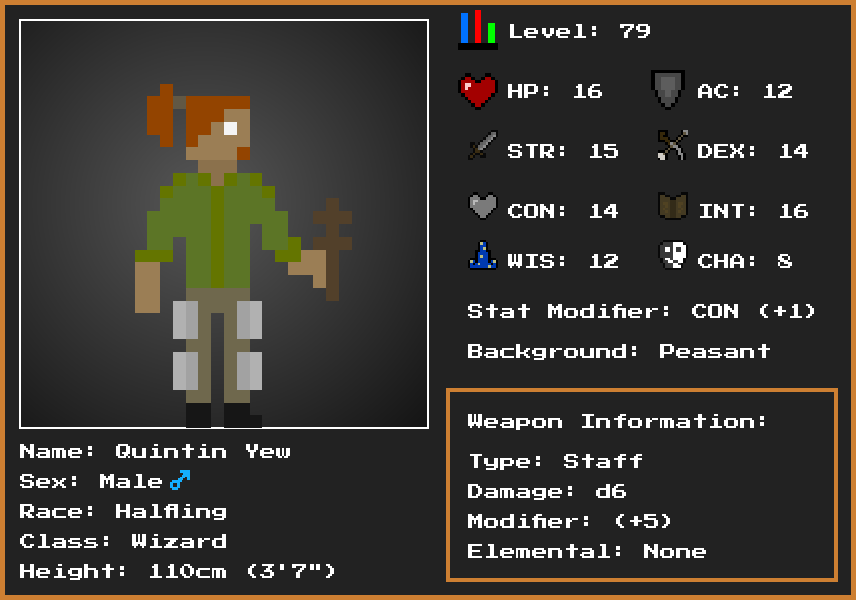 Level: 79
HP: 16
AC: 12
STR: 15
DEX: 14
CON: 14
INT: 16
WIS: 12
CHA: 8
Stat Modifier: CON (+1)
Background: Peasant
Weapon Information:
Type: Staff
Damage: d6
Modifier: (+5)
Elemental: None
Name: Quintin Yew
Sex: Male♂
Race: Halfling
Class: Wizard
Height: 110cm (3'7")